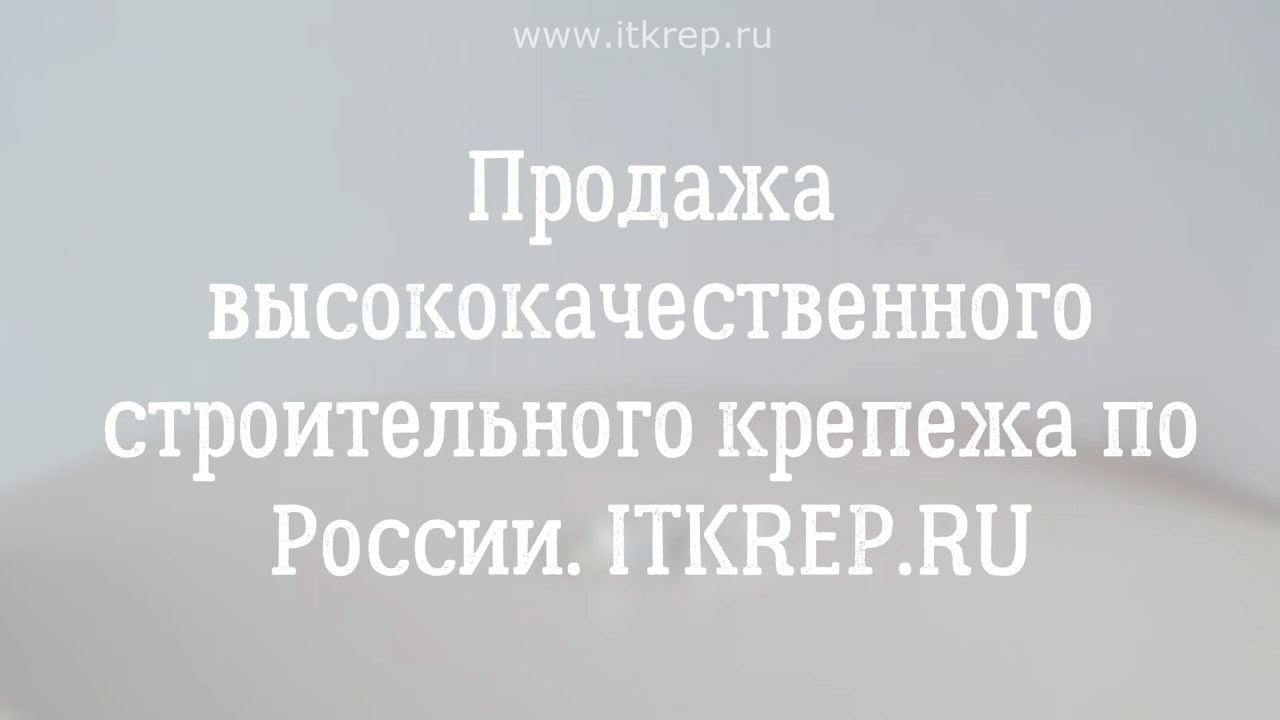 www.itkrep.ru
Продажа
высококачественного
строительного крепежа по
России. ITKREP.RU